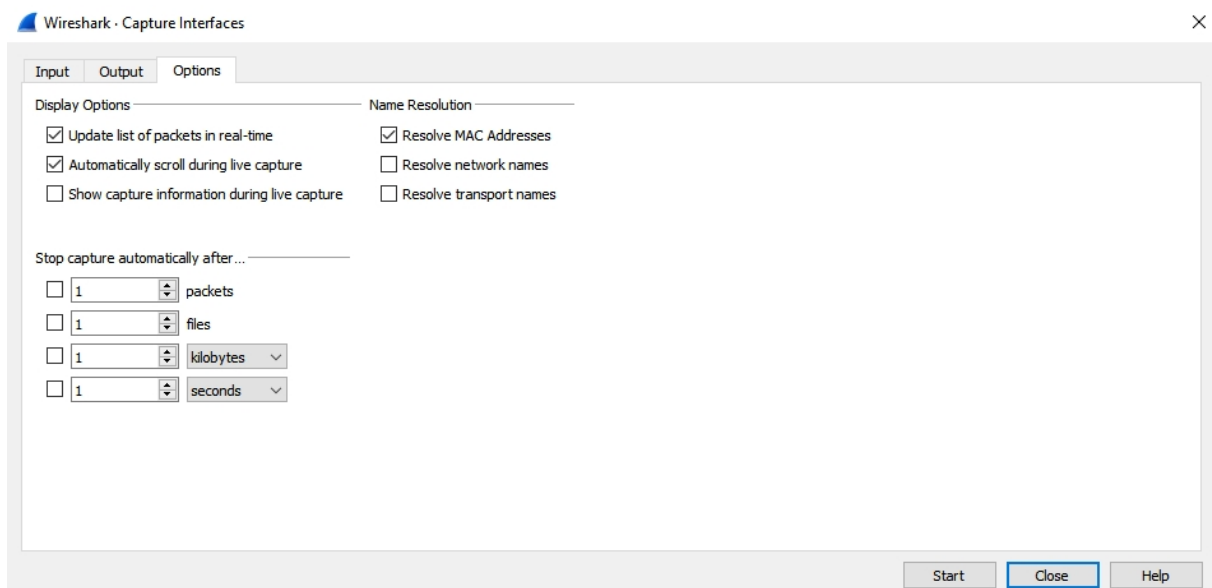 Wireshark · Capture Interfaces
Input Output Options
Display Options Name Resolution
Update list of packets in real-time Resolve MAC Addresses
Automatically scroll during live capture Resolve network names
Show capture information during live capture Resolve transport names
Stop capture automatically after...
1 packets
1 files
1 kilobytes
1 seconds
Start Close Help